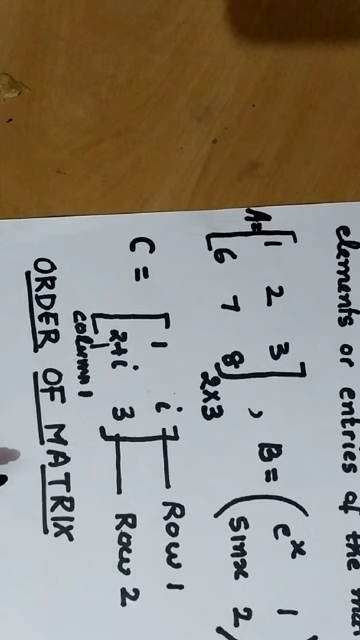 elements or entries of the
A = [ 1 2 3
6 7 8 ] 2×3 , B = ( e^x 1
sinx 2
C = [ 1 i ] Row 1
2+i 3 Row 2
column 1
ORDER OF MATRIX